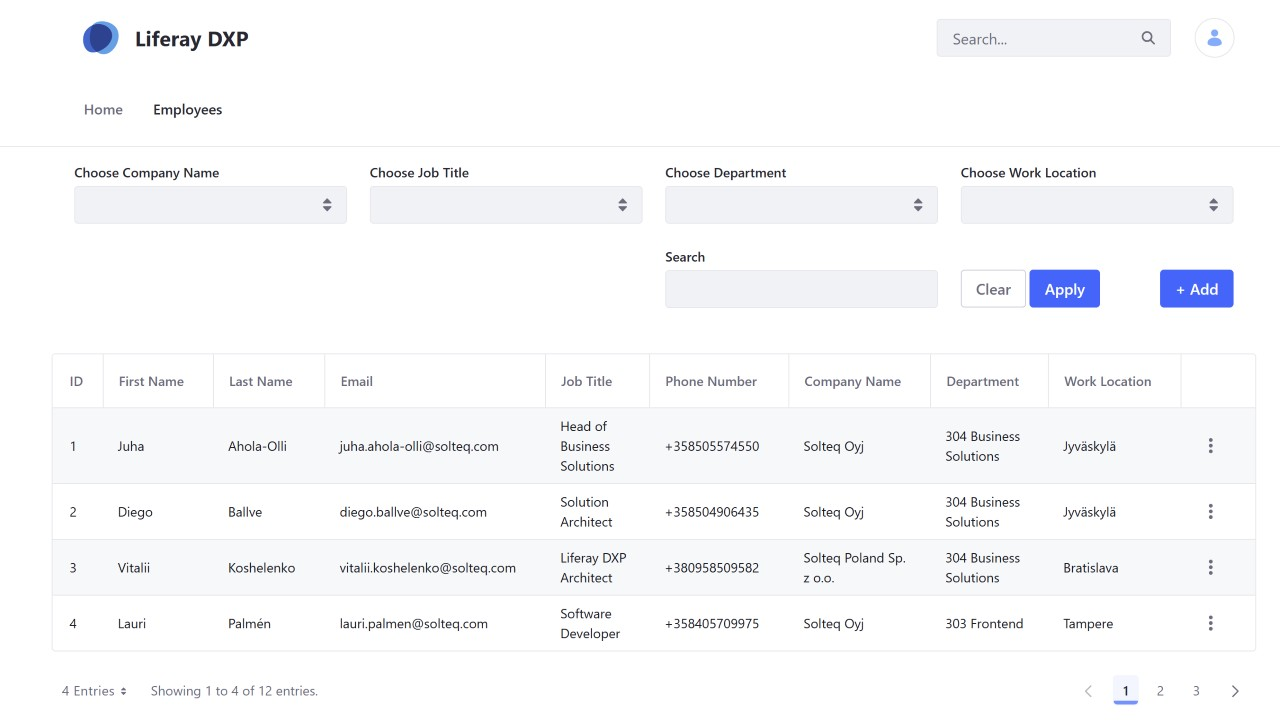 Liferay DXP
Search...
Home Employees
Choose Company Name Choose Job Title Choose Department Choose Work Location
Search
Clear Apply + Add
ID First Name Last Name Email Job Title Phone Number Company Name Department Work Location
1 Juha Ahola-Olli juha.ahola-olli@solteq.com Head of Business Solutions +358505574550 Solteq Oyj 304 Business Solutions Jyväskylä
2 Diego Ballve diego.ballve@solteq.com Solution Architect +358504906435 Solteq Oyj 304 Business Solutions Jyväskylä
3 Vitalii Koshelenko vitalii.koshelenko@solteq.com Liferay DXP Architect +380958509582 Solteq Poland Sp. z o.o. 304 Business Solutions Bratislava
4 Lauri Palmén lauri.palmen@solteq.com Software Developer +358405709975 Solteq Oyj 303 Frontend Tampere
4 Entries Showing 1 to 4 of 12 entries. 1 2 3